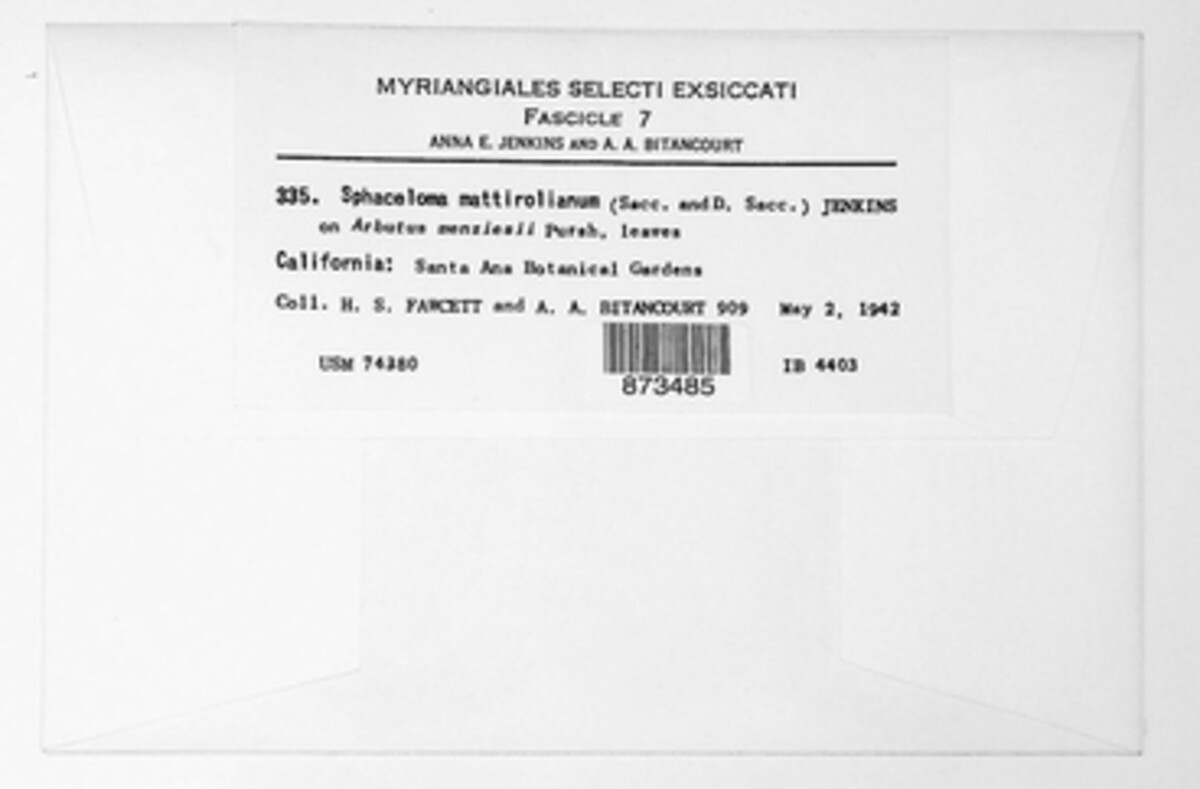 MYRIANGIALES SELECTI EXSICCATI
FASCICLE 7
ANNA E. JENKINS AND A. A. BITANCOURT
335. Sphaceloma mattirolianum (Sacc. and D. Sacc.) JENKINS
on Arbutus menziesii Pursh, leaves
California: Santa Ana Botanical Gardens
Coll. H. S. FAWCETT and A. A. BITANCOURT 909 May 2, 1942
USM 74380 IB 4403
873485